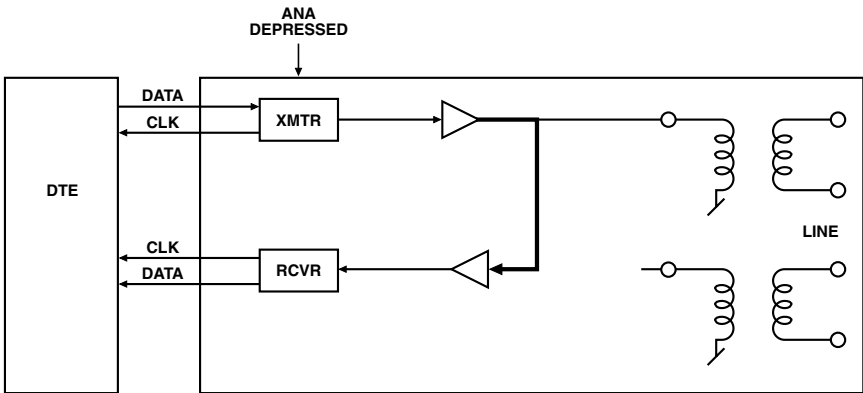 ANA
DEPRESSED
DATA
XMTR
CLK
DTE
LINE
CLK
RCVR
DATA